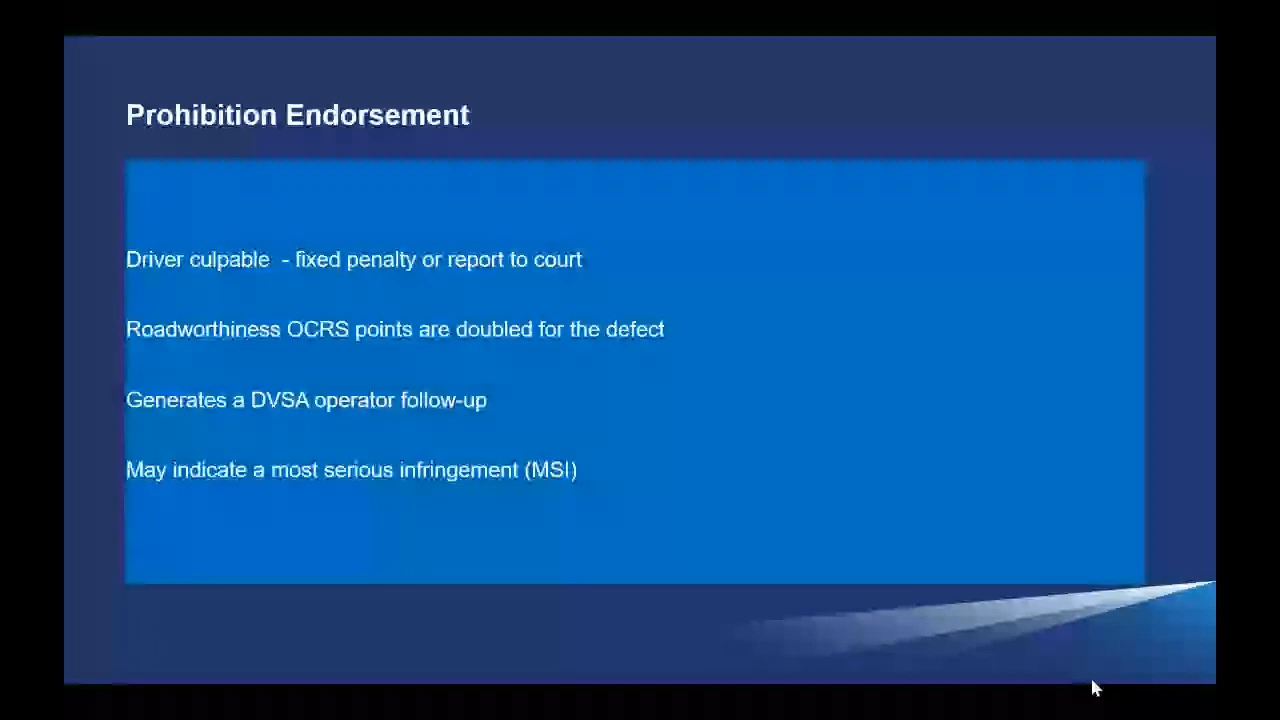 Prohibition Endorsement
Driver culpable - fixed penalty or report to court
Roadworthiness OCRS points are doubled for the defect
Generates a DVSA operator follow-up
May indicate a most serious infringement (MSI)